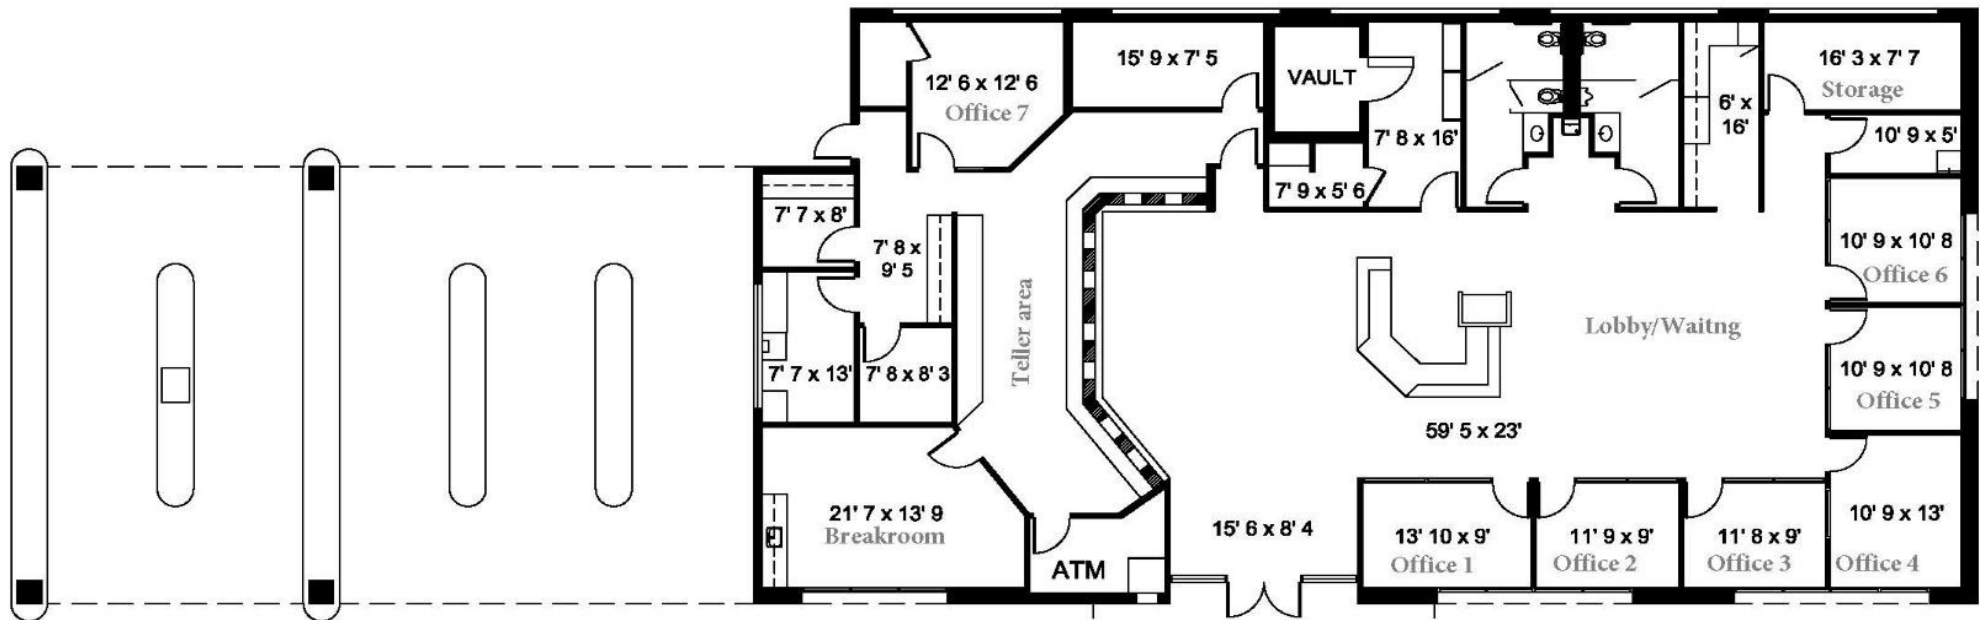 15' 9 x 7' 5
VAULT
16' 3 x 7' 7
Storage
12' 6 x 12' 6
Office 7
6' x
16'
7' 8 x 16'
10' 9 x 5'
7' 9 x 5' 6
7' 7 x 8'
7' 8 x
9' 5
10' 9 x 10' 8
Office 6
Teller area
Lobby/Waitng
7' 7 x 13'
7' 8 x 8' 3
10' 9 x 10' 8
Office 5
59' 5 x 23'
21' 7 x 13' 9
Breakroom
ATM
15' 6 x 8' 4
13' 10 x 9'
Office 1
11' 9 x 9'
Office 2
11' 8 x 9'
Office 3
10' 9 x 13'
Office 4